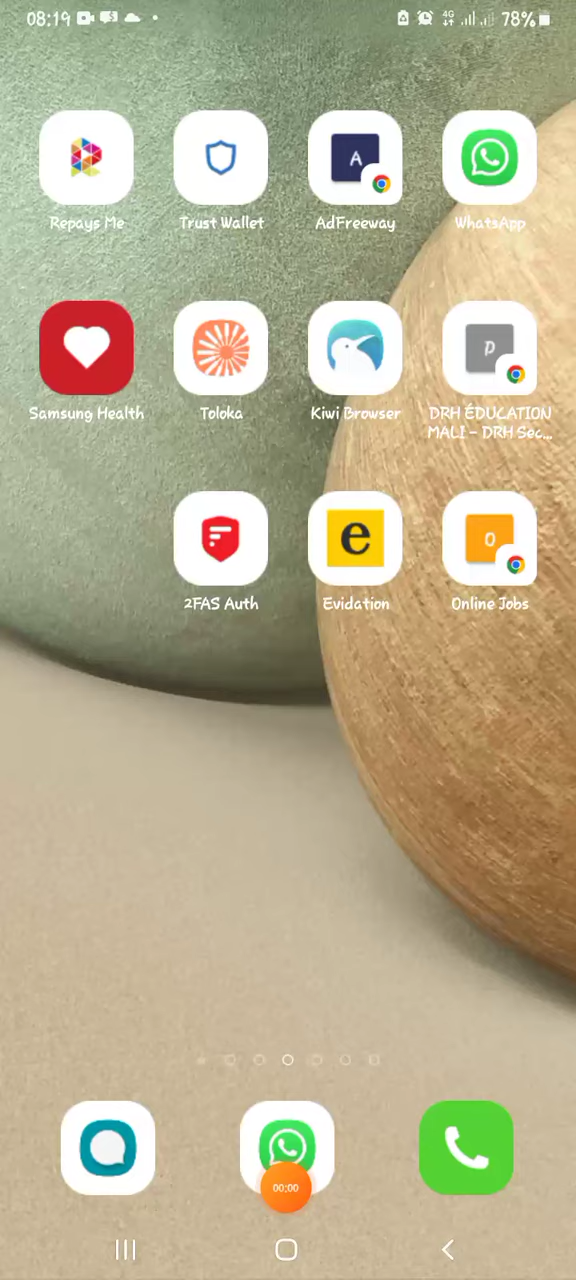 08:19
4G
78%
Repays Me
Trust Wallet
A
AdFreeway
WhatsApp
Samsung Health
Toloka
Kiwi Browser
p
DRH ÉDUCATION
MALI – DRH Sec...
2FAS Auth
e
Evidation
O
Online Jobs
00:00